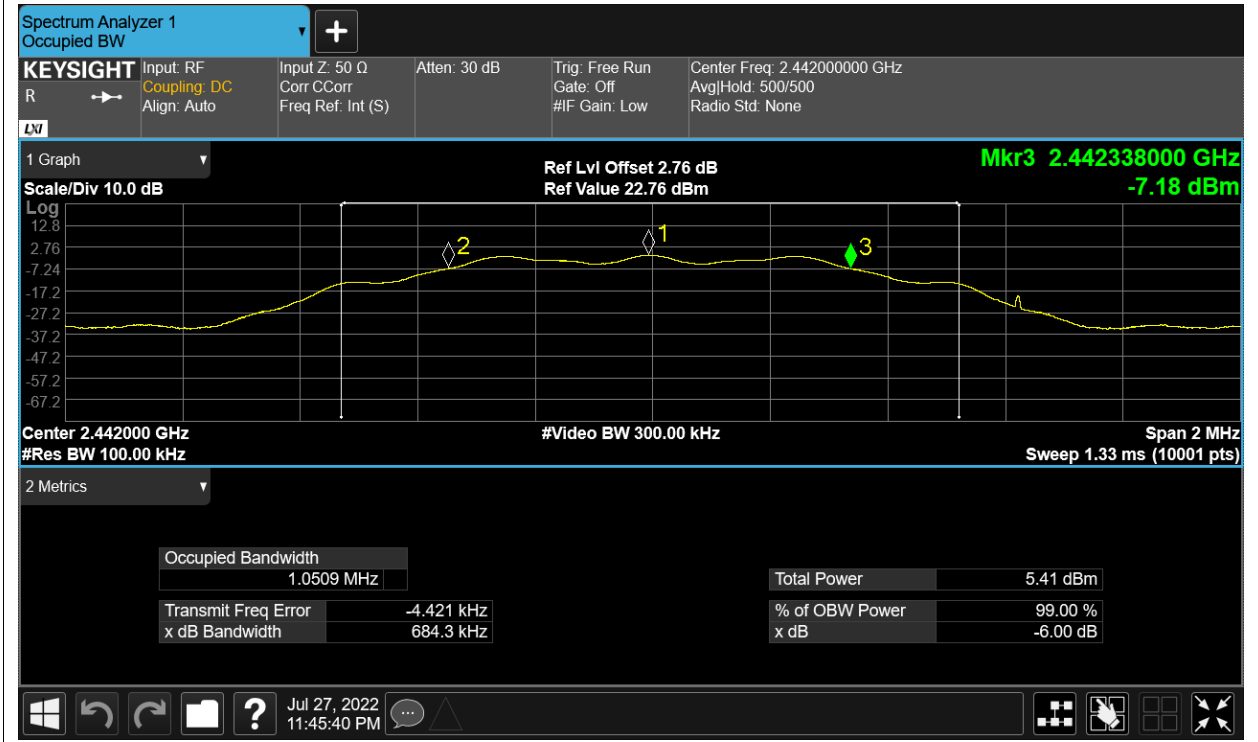 Spectrum Analyzer 1
Occupied BW
+
KEYSIGHT Input: RF Input Z: 50 Ω Atten: 30 dB Trig: Free Run Center Freq: 2.442000000 GHz
R Coupling: DC Corr CCorr Gate: Off Avg|Hold: 500/500
Align: Auto Freq Ref: Int (S) #IF Gain: Low Radio Std: None
LXI
1 Graph Ref Lvl Offset 2.76 dB Mkr3 2.442338000 GHz
Scale/Div 10.0 dB Ref Value 22.76 dBm -7.18 dBm
Log
12.8
2.76
-7.24
-17.2
-27.2
-37.2
-47.2
-57.2
-67.2
2 1 3
Center 2.442000 GHz #Video BW 300.00 kHz Span 2 MHz
#Res BW 100.00 kHz Sweep 1.33 ms (10001 pts)
2 Metrics
Occupied Bandwidth
1.0509 MHz Total Power 5.41 dBm
Transmit Freq Error -4.421 kHz % of OBW Power 99.00 %
x dB Bandwidth 684.3 kHz x dB -6.00 dB
? Jul 27, 2022
11:45:40 PM